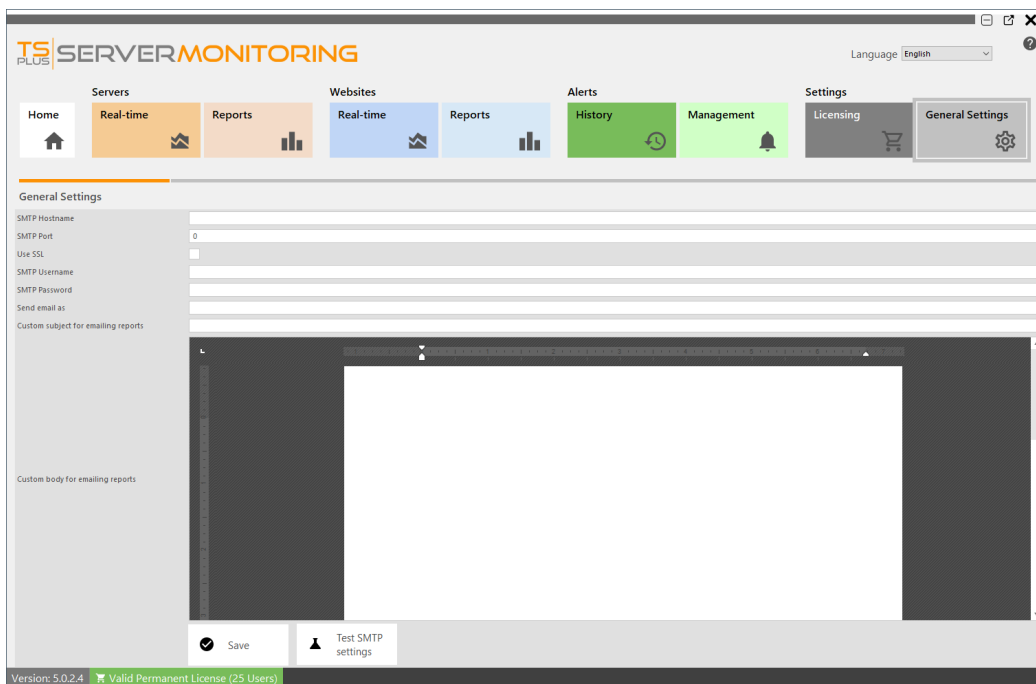 TS PLUS SERVERMONITORING
Language English
Servers
Websites
Alerts
Settings
Home
Real-time
Reports
Real-time
Reports
History
Management
Licensing
General Settings
General Settings
SMTP Hostname
SMTP Port 0
Use SSL
SMTP Username
SMTP Password
Send email as
Custom subject for emailing reports
Custom body for emailing reports
Save
Test SMTP
settings
Version: 5.0.2.4 Valid Permanent License (25 Users)